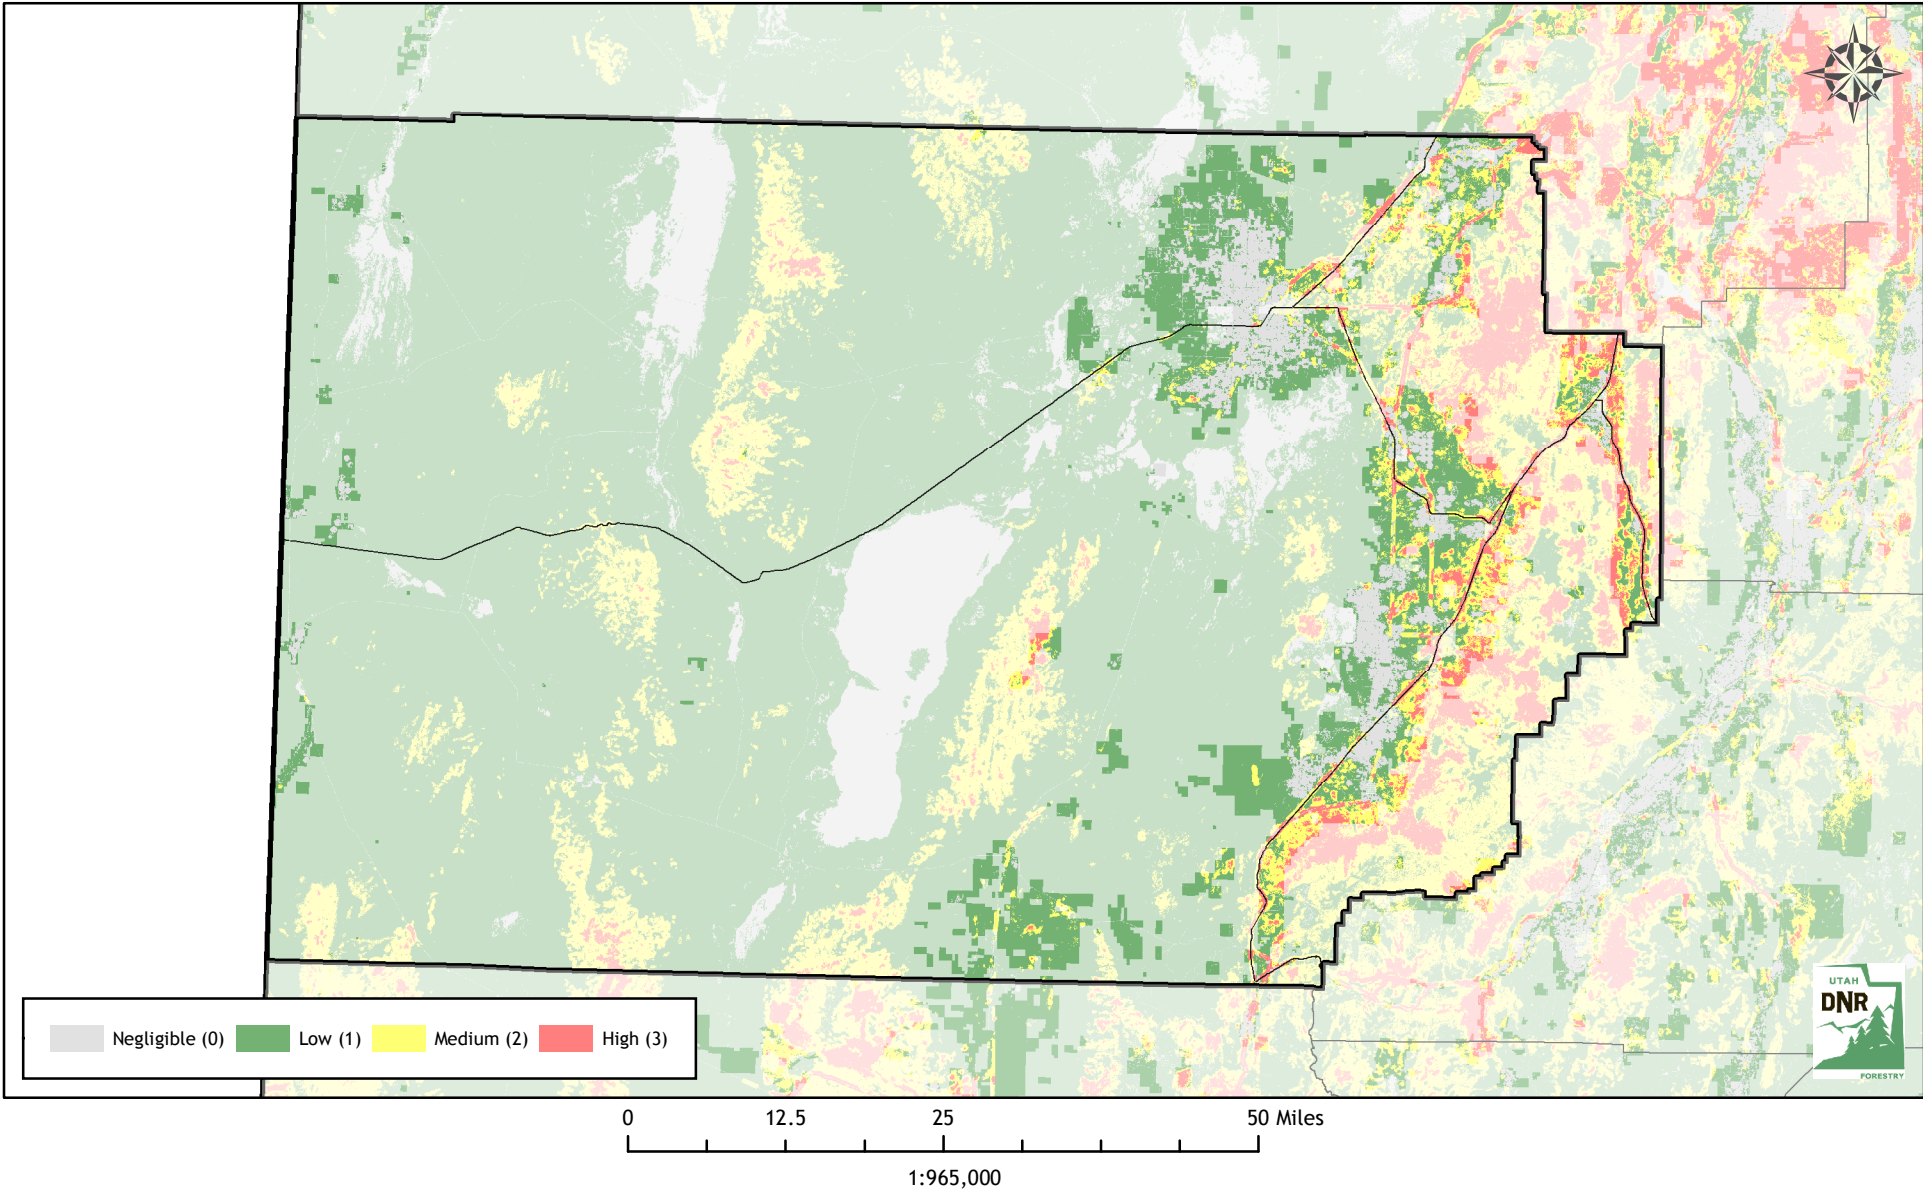 Negligible (0) Low (1) Medium (2) High (3)
UTAH
DNR
FORESTRY
0 12.5 25 50 Miles
1:965,000